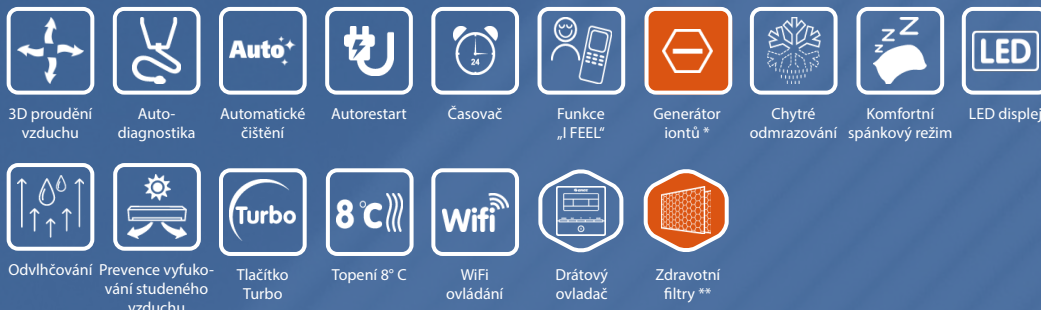 Auto
24
LED
3D proudění
vzduchu
Auto-
diagnostika
Automatické
čištění
Autorestart
Časovač
Funkce
„I FEEL“
Generátor
iontů *
Chytré
odmrazování
Komfortní
spánkový režim
LED displej
Turbo
8°C
Wifi
Odvlhčování
Prevence vyfuko-
vání studeného
vzduchu
Tlačítko
Turbo
Topení 8° C
WiFi
ovládání
Drátový
ovladač
Zdravotní
filtry **